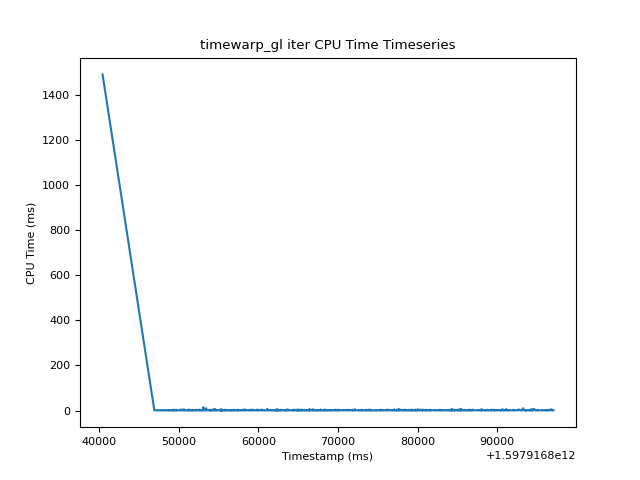 timewarp_gl iter CPU Time Timeseries
CPU Time (ms)
1400
1200
1000
800
600
400
200
0
40000 50000 60000 70000 80000 90000
Timestamp (ms)
+1.5979168e12